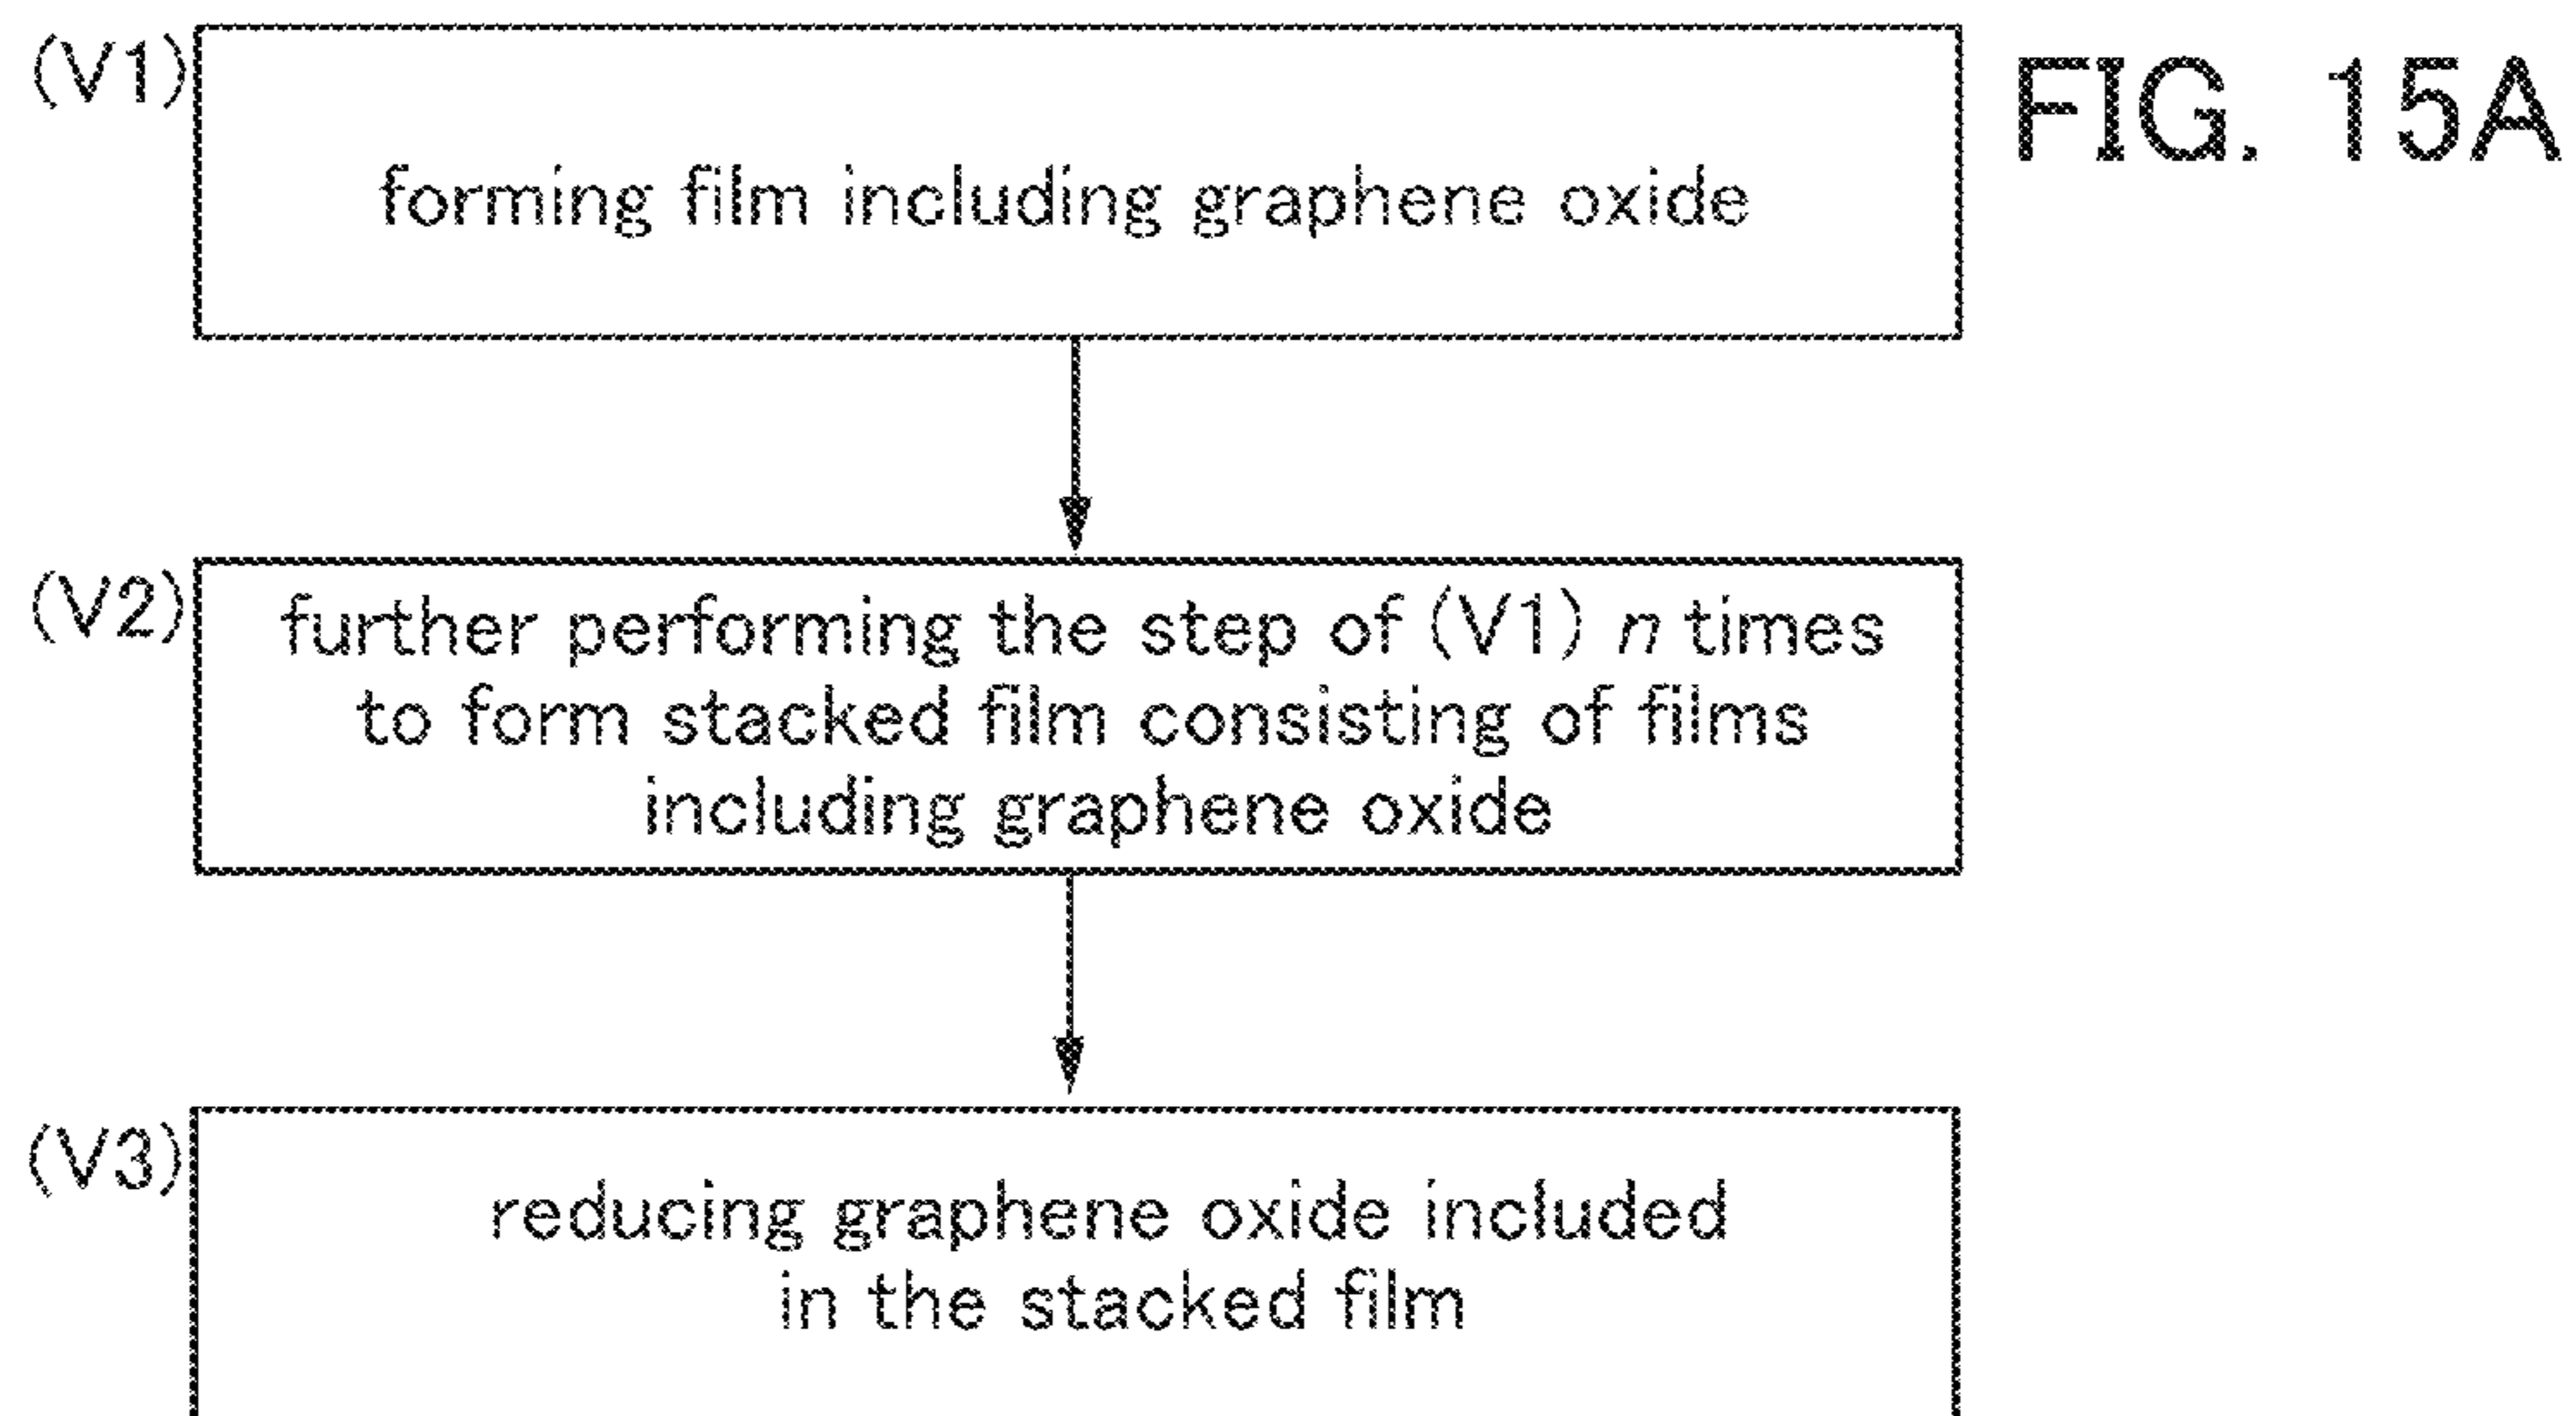 (V1)
FIG. 15A
forming film including graphene oxide
(V2)
further performing the step of (V1) n times
to form stacked film consisting of films
including graphene oxide
(V3)
reducing graphene oxide included
in the stacked film